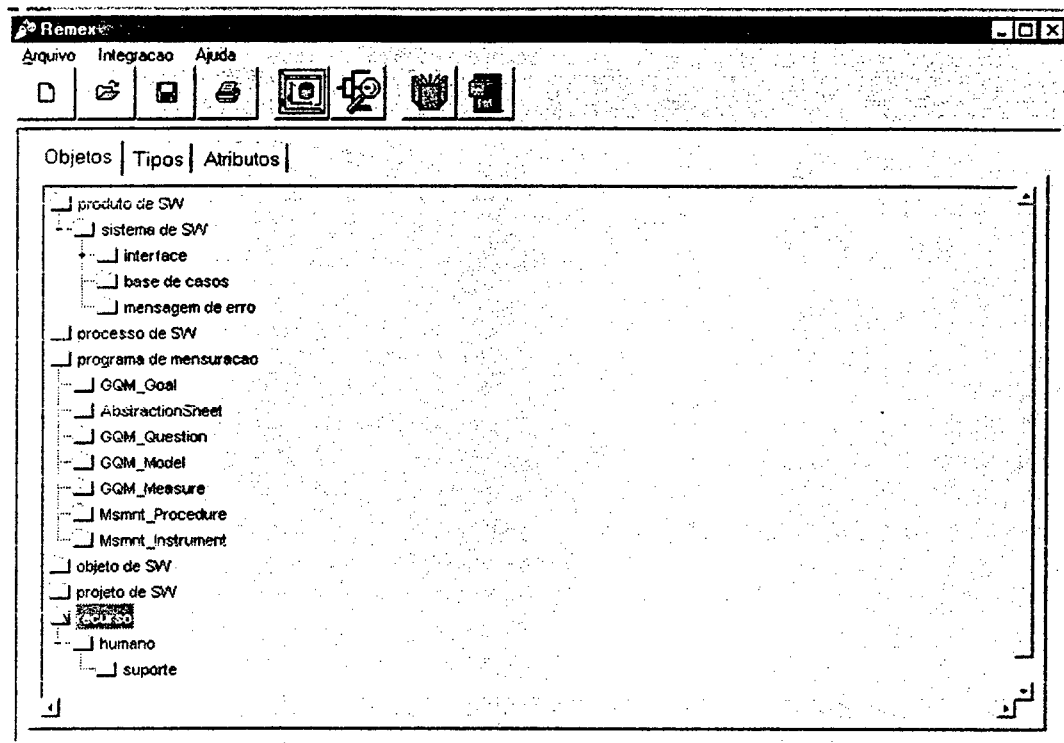 Remex
Arquivo Integracao Ajuda
Objetos Tipos Atributos
produto de SW
sistema de SW
interface
base de casos
mensagem de erro
processo de SW
programa de mensuracao
GQM_Goal
AbstractionSheet
GQM_Question
GQM_Model
GQM_Measure
Msmnt_Procedure
Msmnt_Instrument
objeto de SW
projeto de SW
recurso
humano
suporte